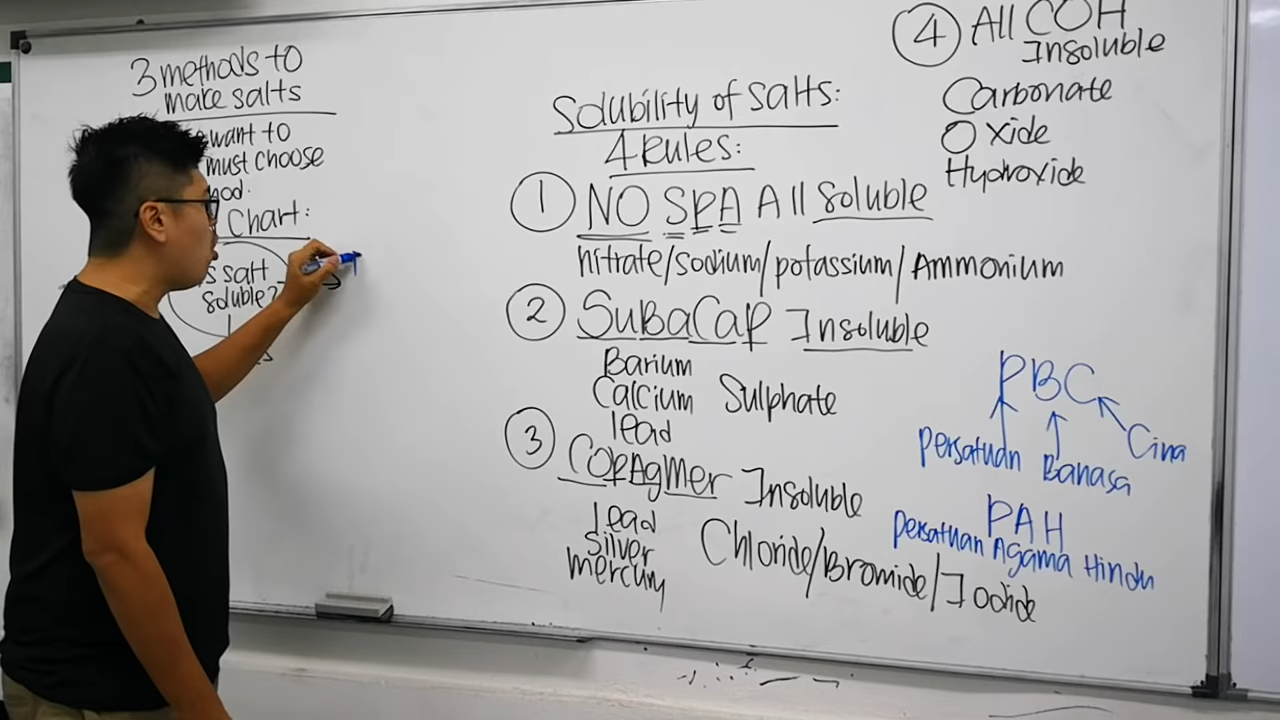 3 methods to
make salts
want to
must choose
Chart:
salt
soluble?
Solubility of salts:
4 Rules:
1 NO SPA All soluble
nitrate/sodium/potassium/Ammonium
2 SuBaCaP Insoluble
Barium
Calcium Sulphate
lead
3 COPAgmer Insoluble
lead
Silver
mercury
Chloride/Bromide/Iodide
4 All COH
Insoluble
Carbonate
Oxide
Hydroxide
PBC
Persatuan Bahasa Cina
PAH
Persatuan Agama Hindu